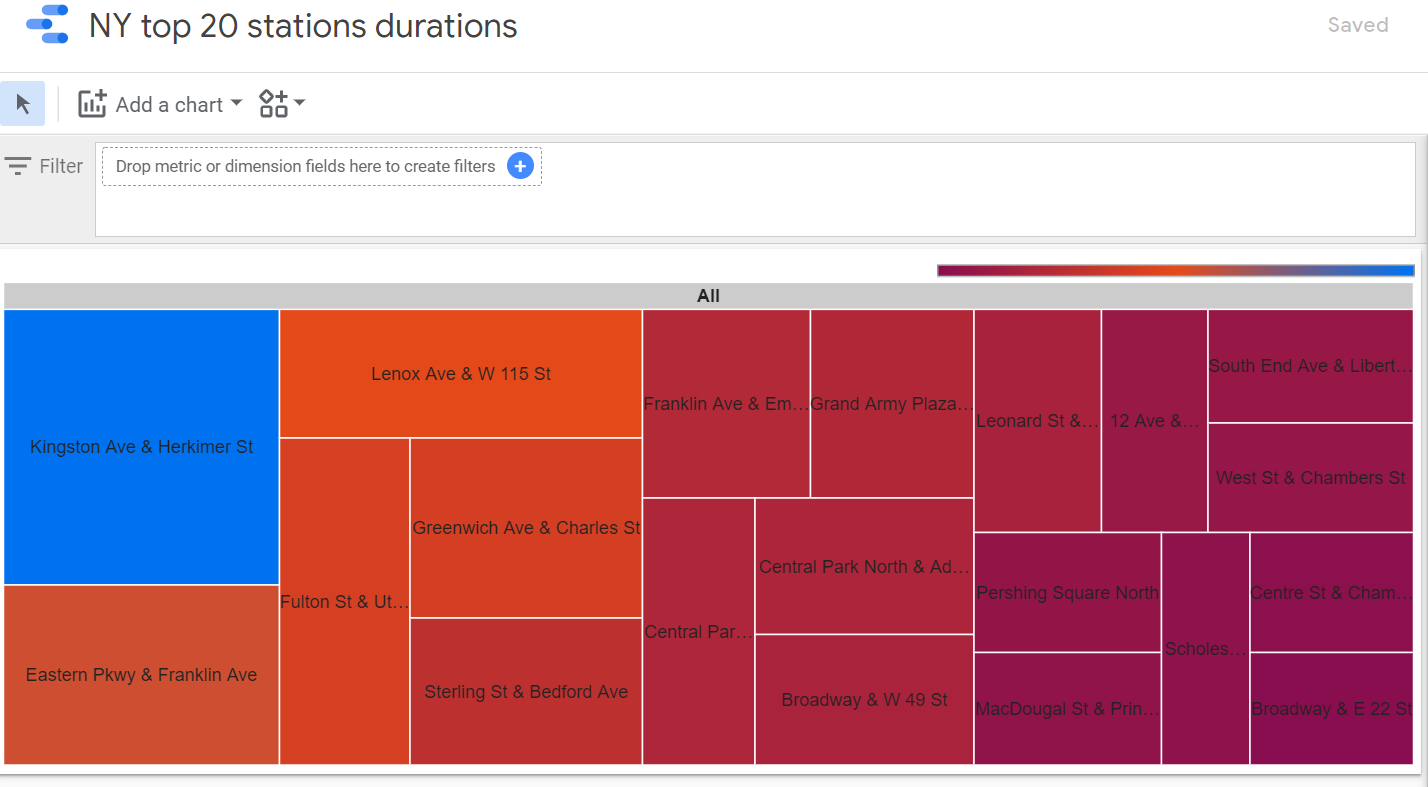 NY top 20 stations durations
Saved
Add a chart
Filter
Drop metric or dimension fields here to create filters
All
Kingston Ave & Herkimer St
Eastern Pkwy & Franklin Ave
Lenox Ave & W 115 St
Fulton St & Ut...
Greenwich Ave & Charles St
Sterling St & Bedford Ave
Franklin Ave & Em...
Grand Army Plaza...
Central Par...
Central Park North & Ad...
Broadway & W 49 St
Leonard St &...
12 Ave &...
South End Ave & Libert...
West St & Chambers St
Pershing Square North
MacDougal St & Prin...
Scholes...
Centre St & Cham...
Broadway & E 22 St